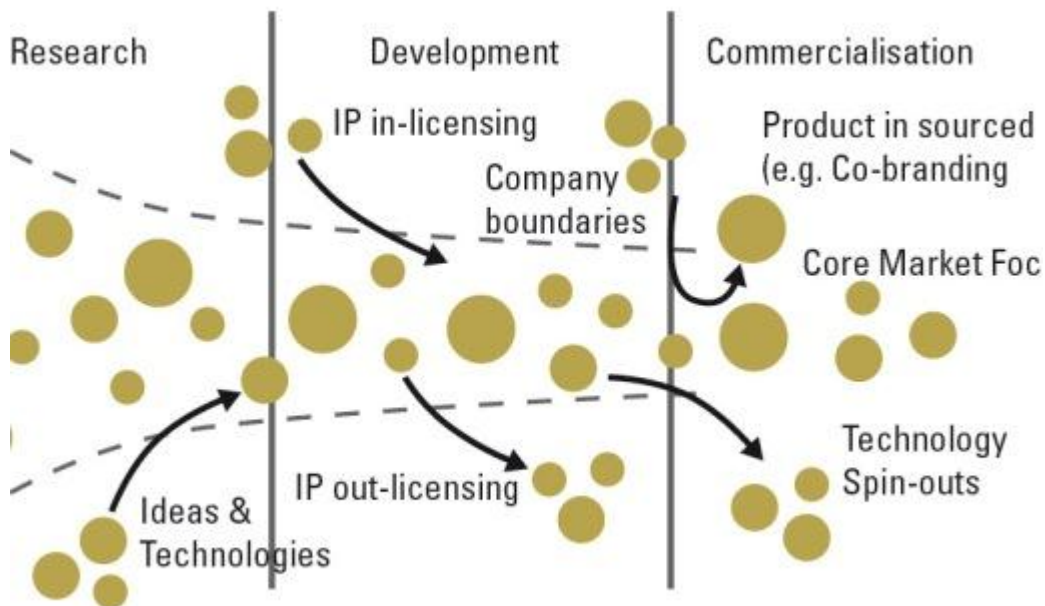 Research
Development
Commercialisation
IP in-licensing
Product in sourced
(e.g. Co-branding
Company
boundaries
Core Market Foc
Technology
Spin-outs
IP out-licensing
Ideas &
Technologies